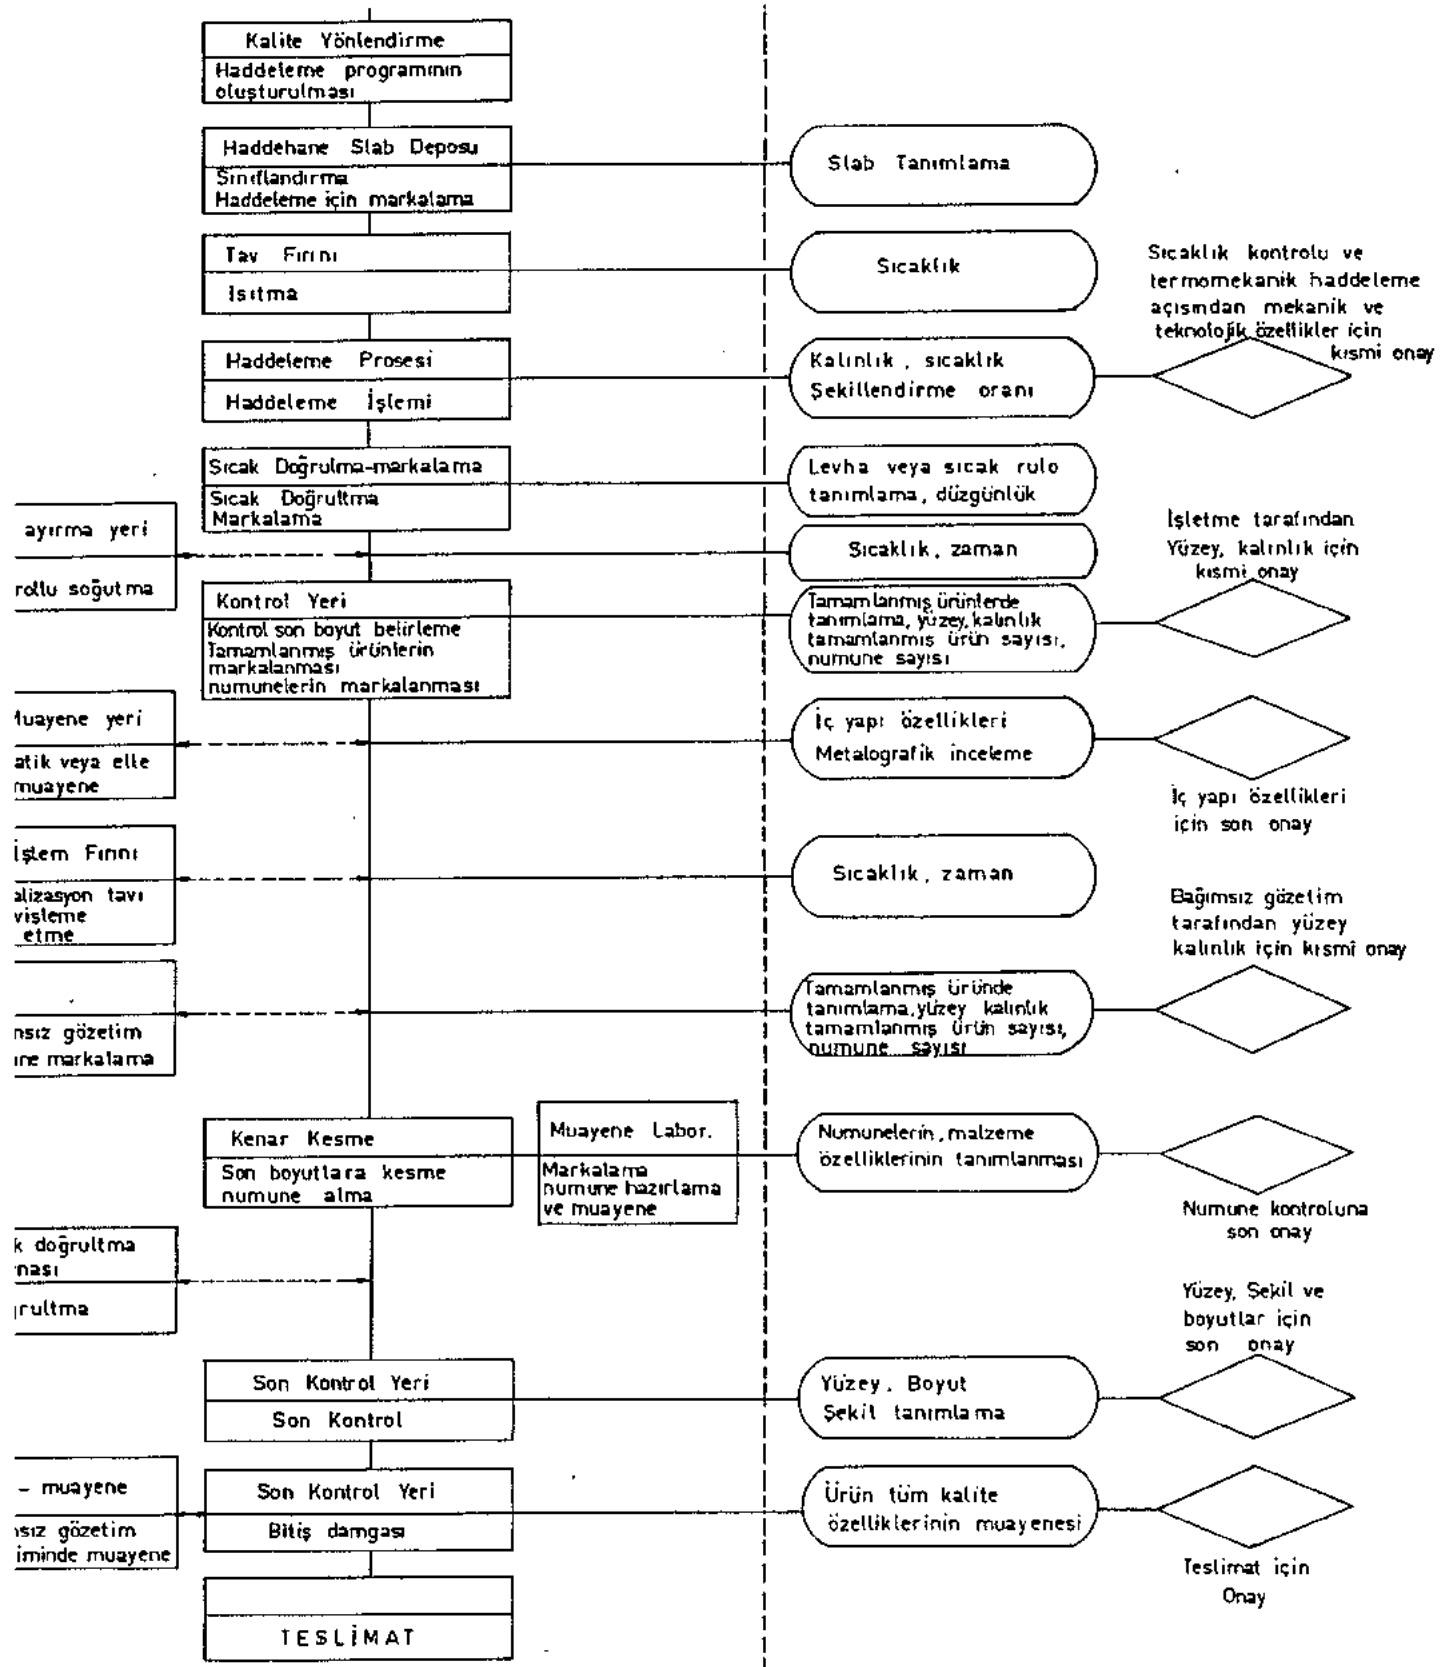 Kalite Yönlendirme
Haddeleme programının
oluşturulması
Haddehane Slab Deposu
Sınıflandırma
Haddeleme için markalama
Slab Tanımlama
Tav Fırını
Isıtma
Sıcaklık
Sıcaklık kontrolu ve
termomekanik haddeleme
açısından mekanik ve
teknolojik özellikler için
kısmi onay
Haddeleme Prosesi
Haddeleme İşlemi
Kalınlık, sıcaklık
Şekillendirme oranı
Sıcak Doğrulma-markalama
Sıcak Doğrultma
Markalama
Levha veya sıcak rulo
tanımlama, düzgünlük
ayırma yeri
rollu soğutma
Sıcaklık, zaman
İşletme tarafından
Yüzey, kalınlık için
kısmi onay
Kontrol Yeri
Kontrol son boyut belirleme
Tamamlanmış ürünlerin
markalanması
numunelerin markalanması
Tamamlanmış ürünlerde
tanımlama, yüzey, kalınlık
tamamlanmış ürün sayısı,
numune sayısı
Muayene yeri
atik veya elle
muayene
İç yapı özellikleri
Metalografik inceleme
İç yapı özellikleri
için son onay
İşlem Fırını
alizasyon tavı
vişleme
etme
Sıcaklık, zaman
Bağımsız gözetim
tarafından yüzey
kalınlık için kısmi onay
nsız gözetim
ine markalama
Tamamlanmış üründe
tanımlama, yüzey kalınlık
tamamlanmış ürün sayısı,
numune sayısı
Kenar Kesme
Son boyutlara kesme
numune alma
Muayene Labor.
Markalama
numune hazırlama
ve muayene
Numunelerin, malzeme
özelliklerinin tanımlanması
Numune kontroluna
son onay
k doğrultma
nası
ğrultma
Yüzey, Şekil ve
boyutlar için
son onay
Son Kontrol Yeri
Son Kontrol
Yüzey, Boyut
Şekil tanımlama
- muayene
nsız gözetim
iminde muayene
Son Kontrol Yeri
Bitiş damgası
Ürün tüm kalite
özelliklerinin muayenesi
Teslimat için
Onay
TESLİMAT